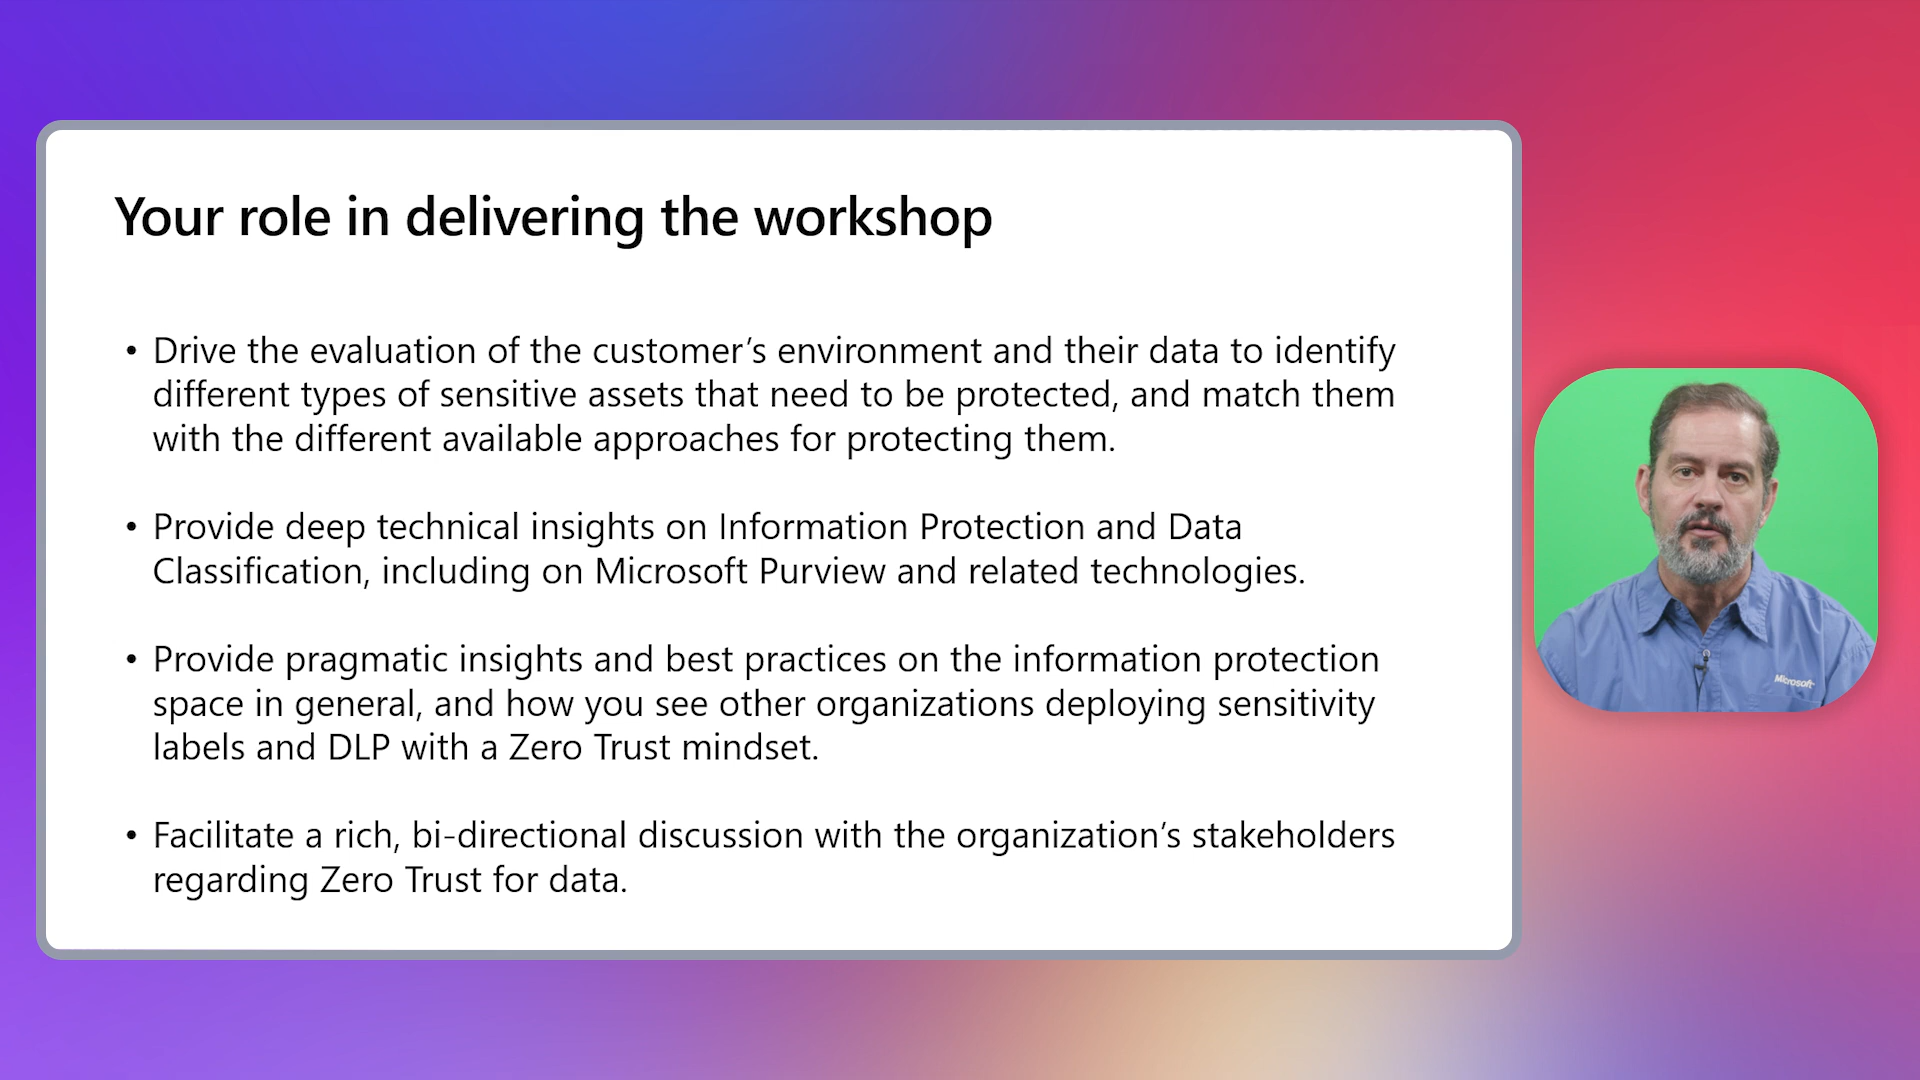 Your role in delivering the workshop
• Drive the evaluation of the customer’s environment and their data to identify
different types of sensitive assets that need to be protected, and match them
with the different available approaches for protecting them.
• Provide deep technical insights on Information Protection and Data
Classification, including on Microsoft Purview and related technologies.
• Provide pragmatic insights and best practices on the information protection
space in general, and how you see other organizations deploying sensitivity
labels and DLP with a Zero Trust mindset.
• Facilitate a rich, bi-directional discussion with the organization’s stakeholders
regarding Zero Trust for data.
Microsoft